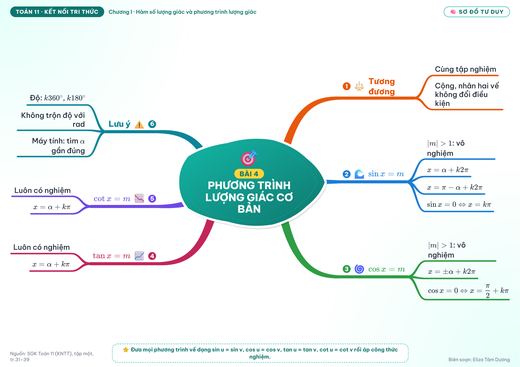 TOÁN 11 · KẾT NỐI TRI THỨC
Chương I · Hàm số lượng giác và phương trình lượng giác
SƠ ĐỒ TƯ DUY
BÀI 4
PHƯƠNG TRÌNH
LƯỢNG GIÁC CƠ
BẢN
1 Tương
đương
Cùng tập nghiệm
Cộng, nhân hai vế
không đổi điều
kiện
2 sin x = m
|m| > 1: vô
nghiệm
x = α + k2π
x = π − α + k2π
sin x = 0 ⇔ x = kπ
3 cos x = m
|m| > 1: vô
nghiệm
x = ±α + k2π
cos x = 0 ⇔ x = π/2 + kπ
tan x = m 4
Luôn có nghiệm
x = α + kπ
cot x = m 5
Luôn có nghiệm
x = α + kπ
Lưu ý 6
Độ: k360°, k180°
Không trộn độ với
rad
Máy tính: tìm α
gần đúng
Đưa mọi phương trình về dạng sin u = sin v, cos u = cos v, tan u = tan v, cot u = cot v rồi áp công thức
nghiệm.
Nguồn: SGK Toán 11 (KNTT), tập một,
tr.31–39
Biên soạn: Eliza Tâm Dương